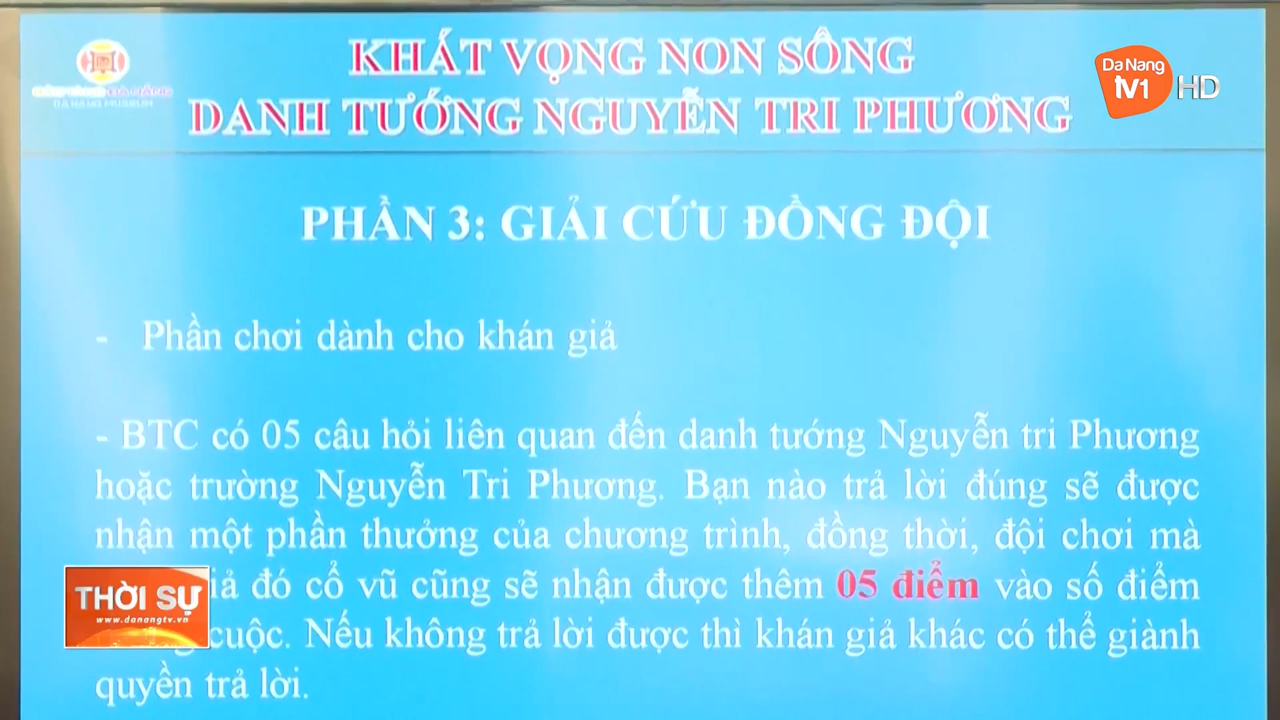 KHÁT VỌNG NON SÔNG
DANH TƯỚNG NGUYỄN TRI PHƯƠNG
DA NANG MUSEUM
Da Nang
TV1 HD
PHẦN 3: GIẢI CỨU ĐỒNG ĐỘI
- Phần chơi dành cho khán giả
- BTC có 05 câu hỏi liên quan đến danh tướng Nguyễn tri Phương
hoặc trường Nguyễn Tri Phương. Bạn nào trả lời đúng sẽ được
nhận một phần thưởng của chương trình, đồng thời, đội chơi mà
đó cổ vũ cũng sẽ nhận được thêm 05 điểm vào số điểm
cuộc. Nếu không trả lời được thì khán giả khác có thể giành
quyền trả lời.
THỜI SỰ
www.danangtv.vn